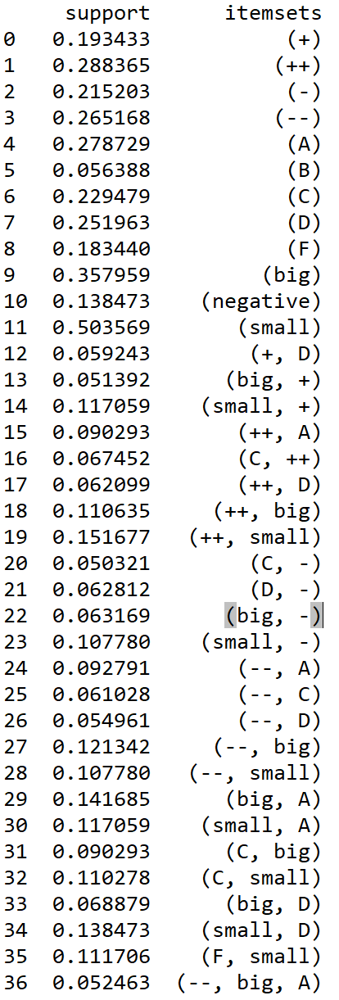 support itemsets
0 0.193433 (+)
1 0.288365 (++)
2 0.215203 (-)
3 0.265168 (--)
4 0.278729 (A)
5 0.056388 (B)
6 0.229479 (C)
7 0.251963 (D)
8 0.183440 (F)
9 0.357959 (big)
10 0.138473 (negative)
11 0.503569 (small)
12 0.059243 (+, D)
13 0.051392 (big, +)
14 0.117059 (small, +)
15 0.090293 (++, A)
16 0.067452 (C, ++)
17 0.062099 (++, D)
18 0.110635 (++, big)
19 0.151677 (++, small)
20 0.050321 (C, -)
21 0.062812 (D, -)
22 0.063169 (big, -)
23 0.107780 (small, -)
24 0.092791 (--, A)
25 0.061028 (--, C)
26 0.054961 (--, D)
27 0.121342 (--, big)
28 0.107780 (--, small)
29 0.141685 (big, A)
30 0.117059 (small, A)
31 0.090293 (C, big)
32 0.110278 (C, small)
33 0.068879 (big, D)
34 0.138473 (small, D)
35 0.111706 (F, small)
36 0.052463 (--, big, A)